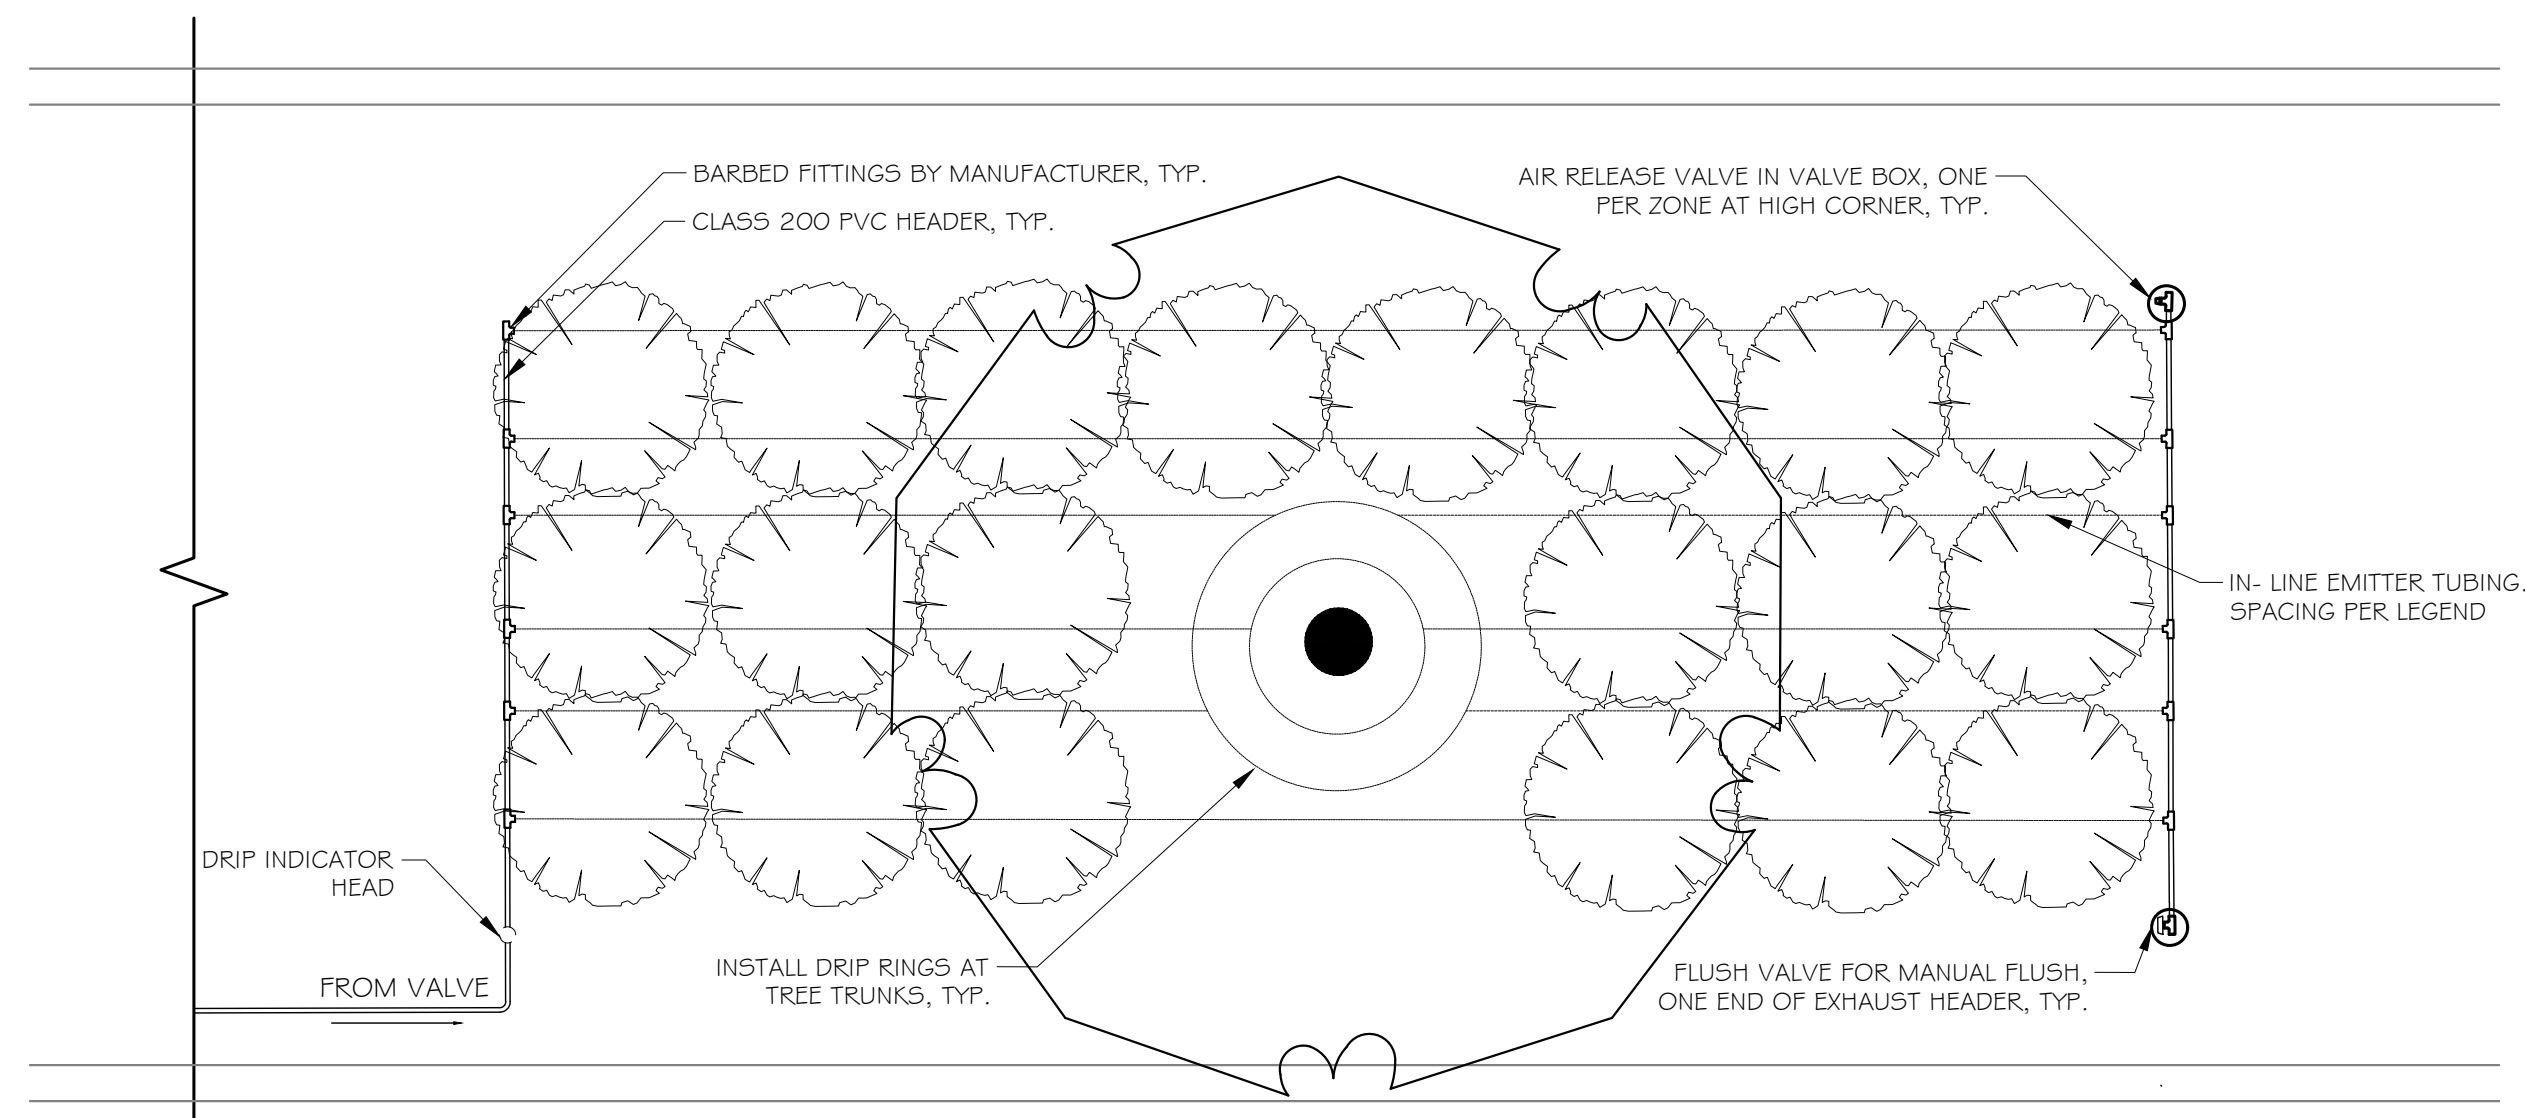 BARBED FITTINGS BY MANUFACTURER, TYP.
CLASS 200 PVC HEADER, TYP.
AIR RELEASE VALVE IN VALVE BOX, ONE
PER ZONE AT HIGH CORNER, TYP.
IN- LINE EMITTER TUBING.
SPACING PER LEGEND
DRIP INDICATOR
HEAD
FROM VALVE
INSTALL DRIP RINGS AT
TREE TRUNKS, TYP.
FLUSH VALVE FOR MANUAL FLUSH,
ONE END OF EXHAUST HEADER, TYP.